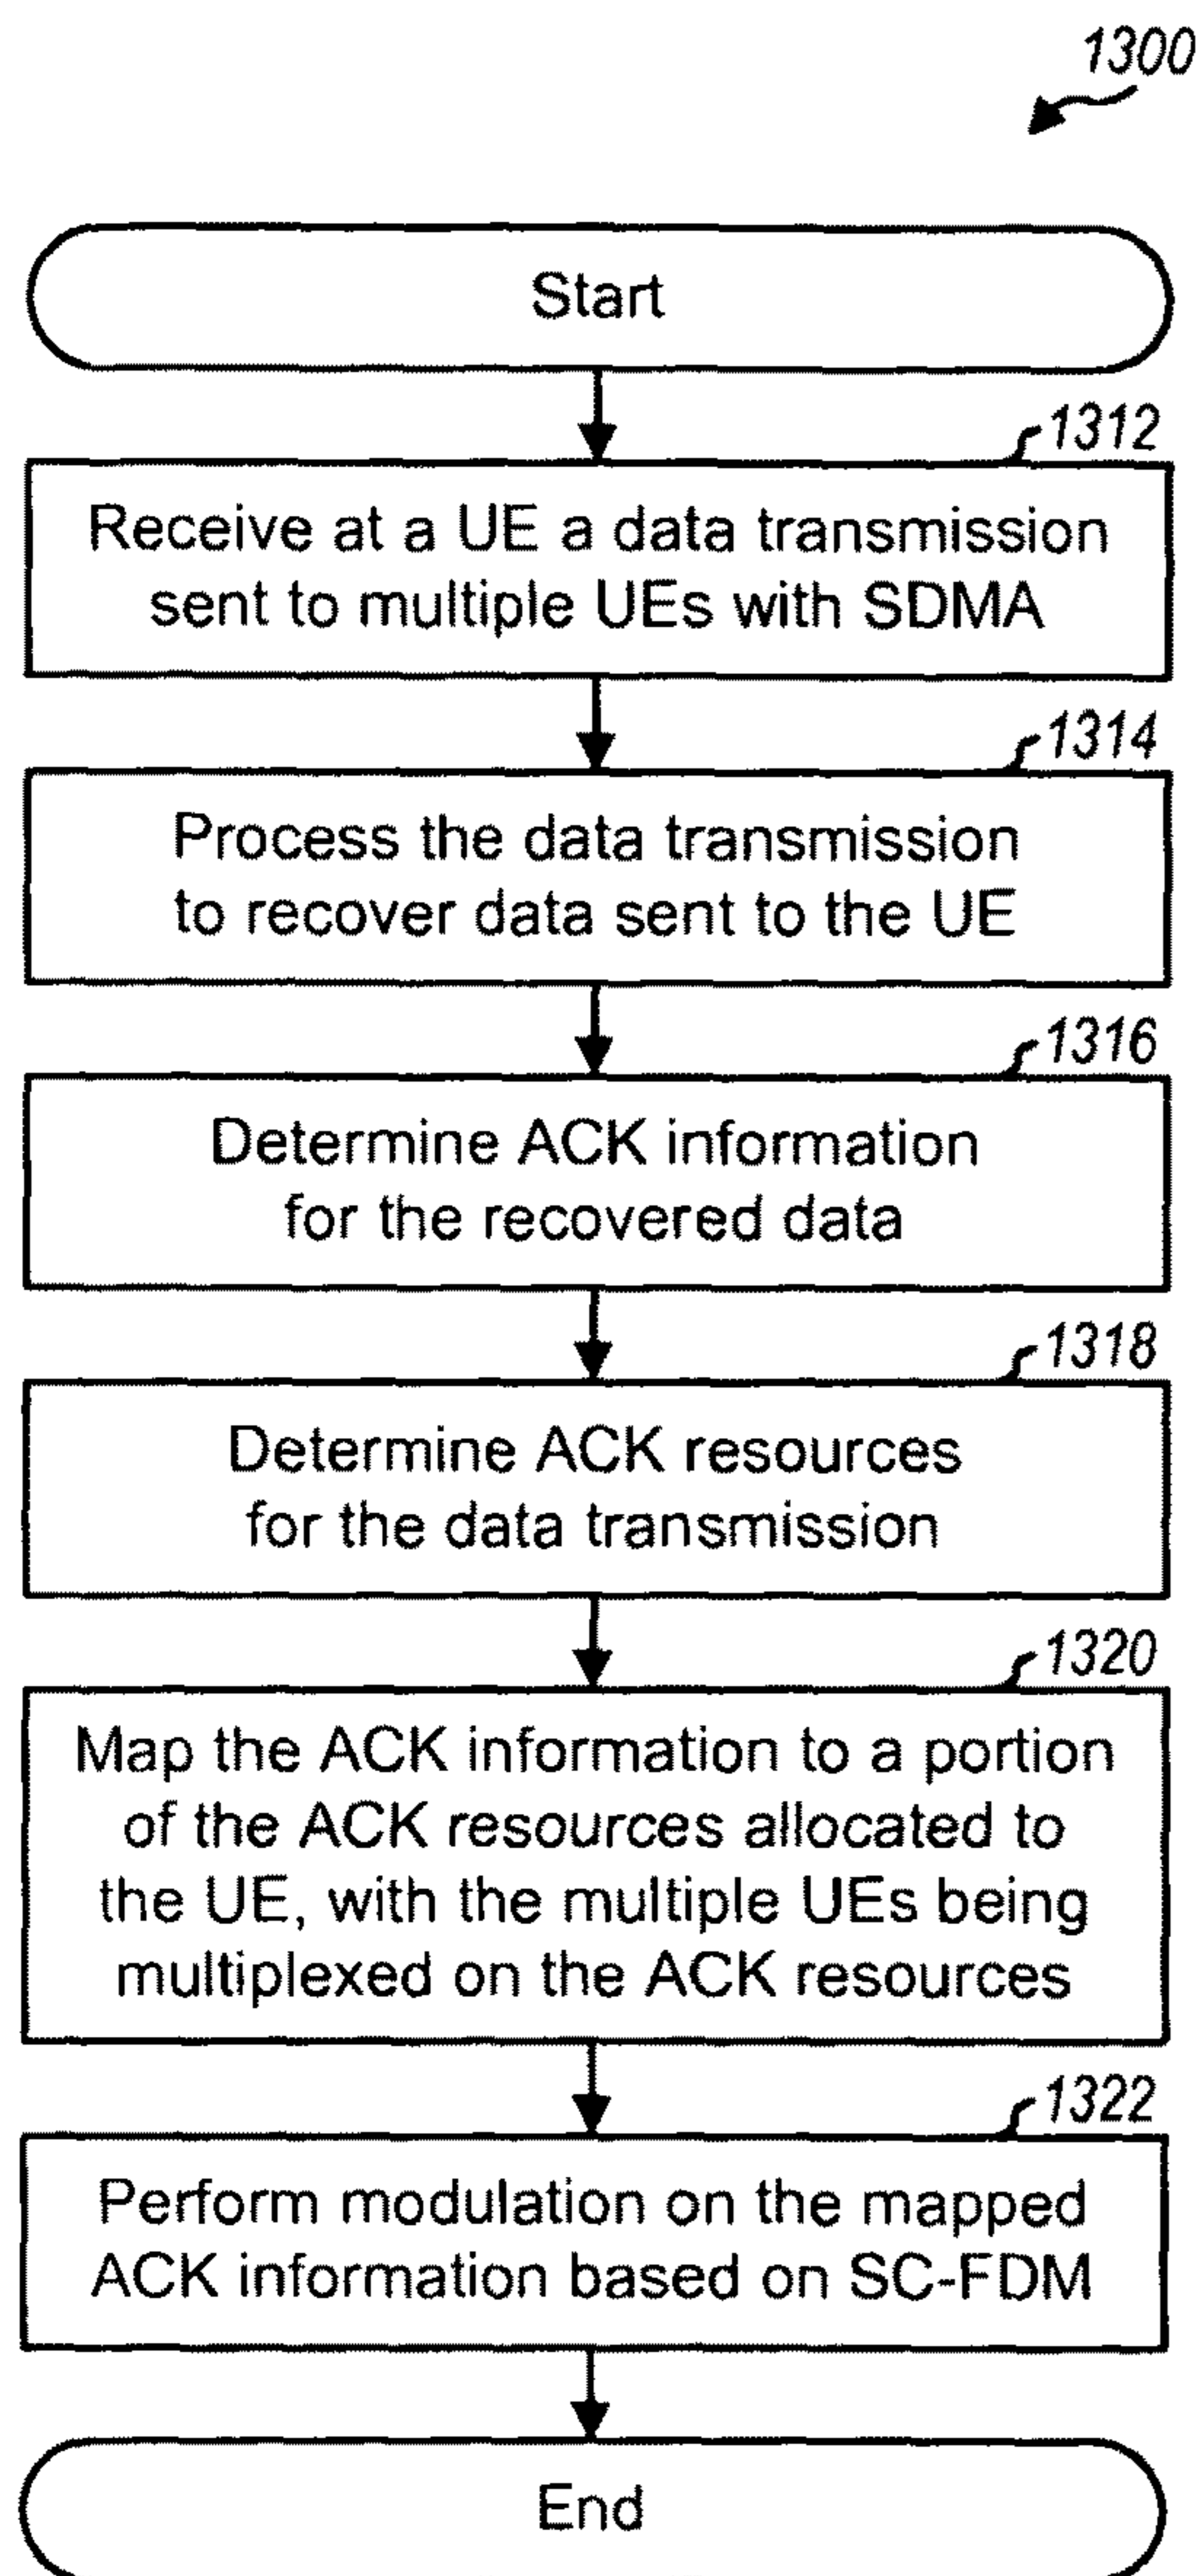 1300
Start
1312
Receive at a UE a data transmission
sent to multiple UEs with SDMA
1314
Process the data transmission
to recover data sent to the UE
1316
Determine ACK information
for the recovered data
1318
Determine ACK resources
for the data transmission
1320
Map the ACK information to a portion
of the ACK resources allocated to
the UE, with the multiple UEs being
multiplexed on the ACK resources
1322
Perform modulation on the mapped
ACK information based on SC-FDM
End